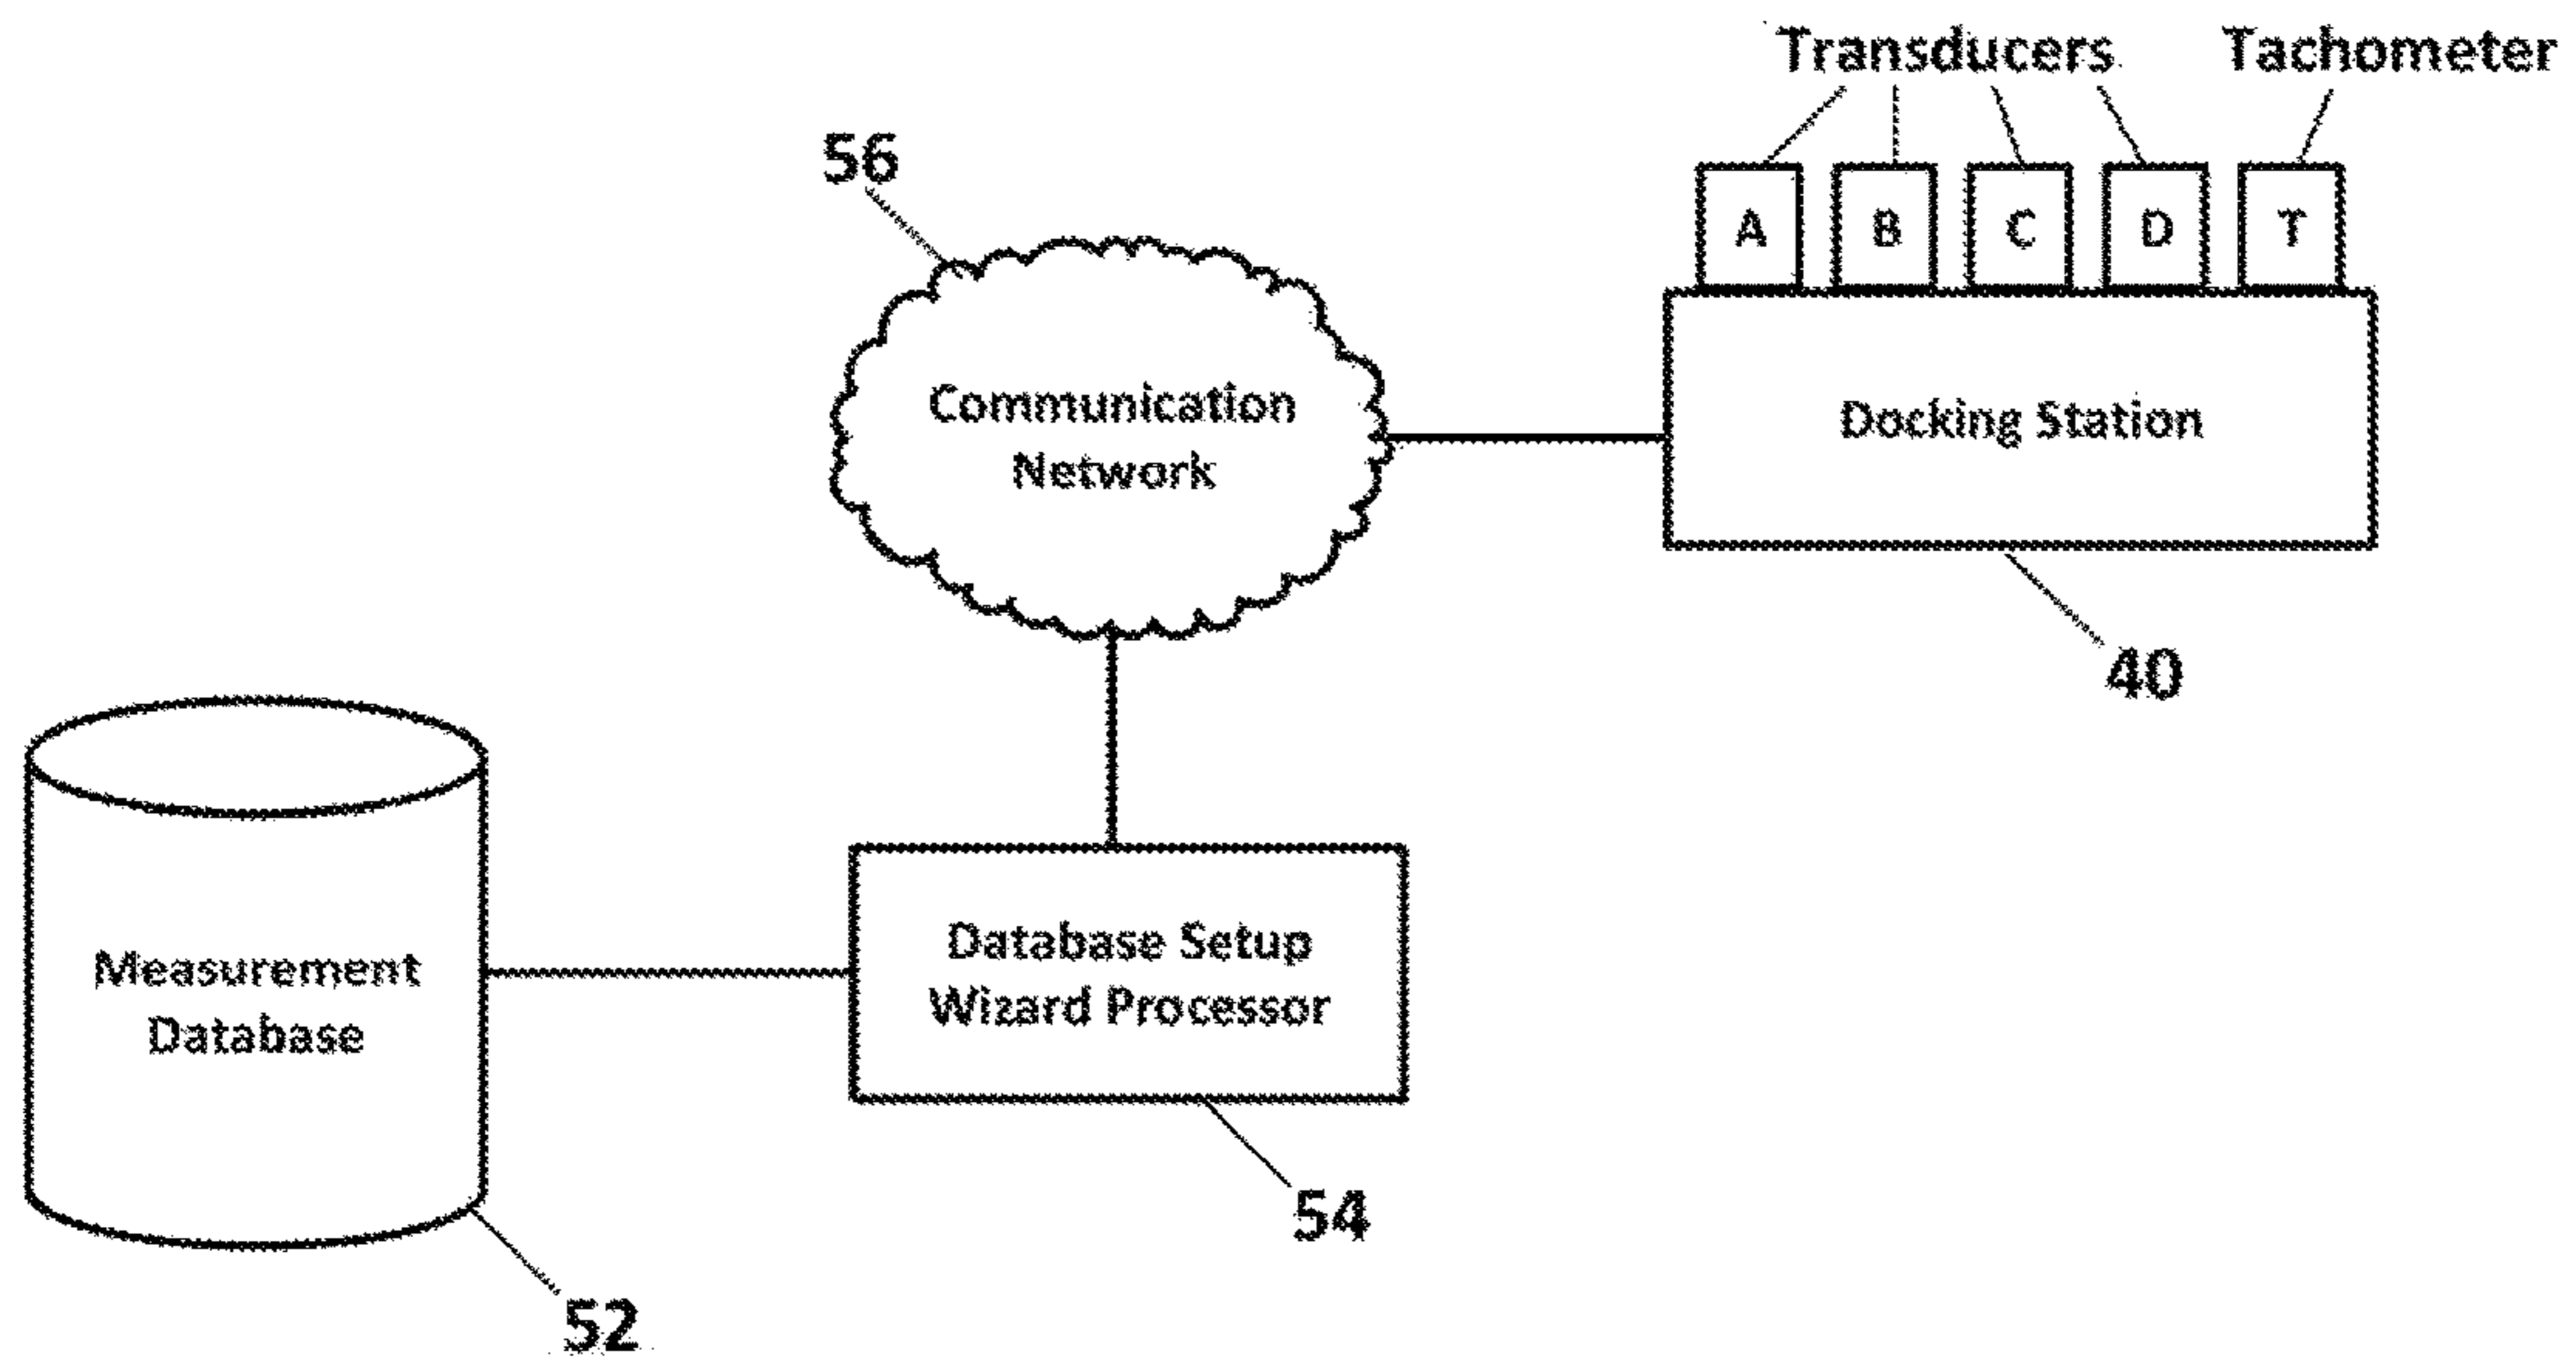 Transducers Tachometer
56
A B C D T
Communication
Network
Docking Station
40
Measurement
Database
Database Setup
Wizard Processor
54
52